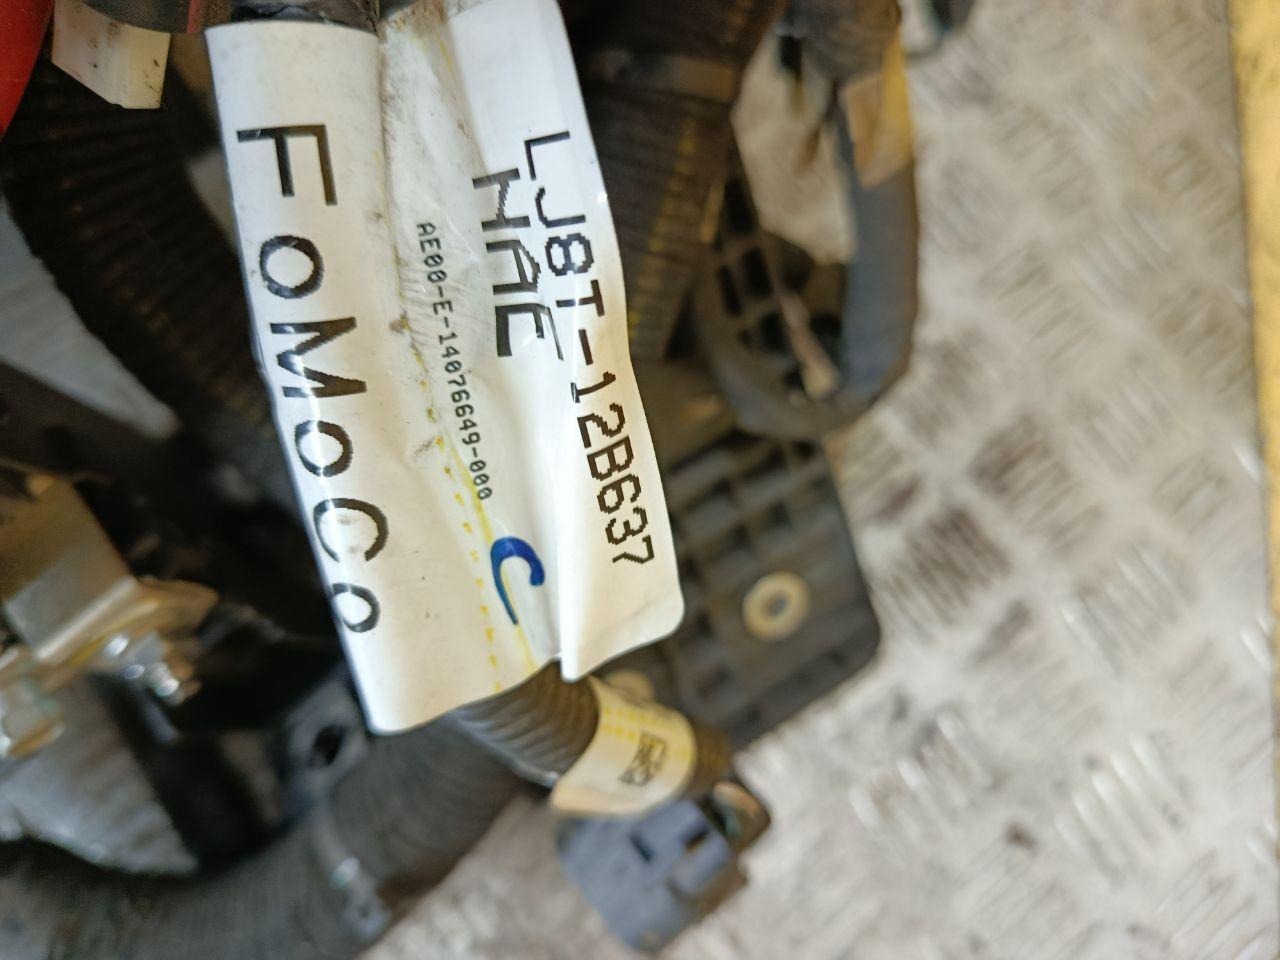 LJ8T-12B637
HAE
AE00-E-14076649-000
C
FoMoCo